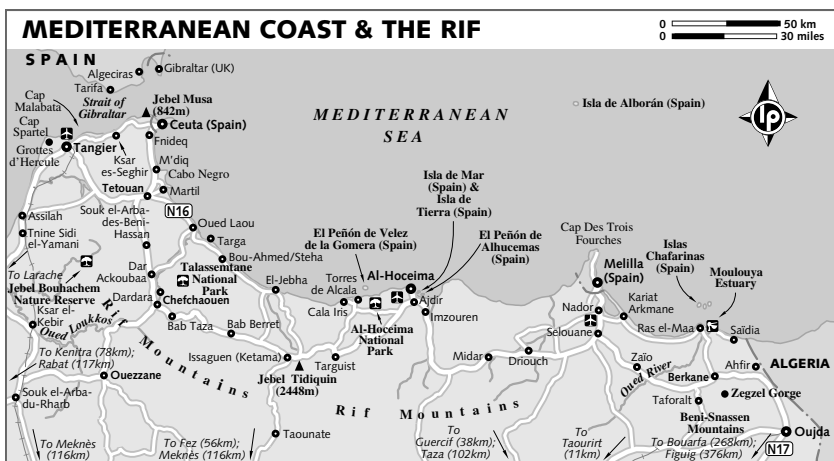 MEDITERRANEAN COAST & THE RIF
0 50 km
0 30 miles
SPAIN
Algeciras
Gibraltar (UK)
Tarifa
Strait of
Gibraltar
Cap
Malabata
Cap
Spartel
Grottes
d'Hercule
Tangier
Jebel Musa
(842m)
Ceuta (Spain)
Fnideq
Ksar
es-Seghir
M'diq
Cabo Negro
Tetouan
Martil
N16
MEDITERRANEAN
SEA
Isla de Alborán (Spain)
lp
Assilah
Tnine Sidi
el-Yamani
Souk el-Arba-
des-Beni-
Hassan
Oued Laou
Targa
Bou-Ahmed/Steha
El-Jebha
Isla de Mar
(Spain) &
Isla de
Tierra (Spain)
El Peñón de Velez
de la Gomera (Spain)
El Peñón de
Alhucemas
(Spain)
Cap Des Trois
Fourches
Melilla
(Spain)
Islas
Chafarinas
(Spain)
Moulouya
Estuary
To Larache
Jebel Bouhachem
Nature Reserve
Dar
Ackoubaa
Talassemtane
National
Park
Dardara
Chefchaouen
Torres
de Alcala
Al-Hoceima
Cala Iris
Ajdir
Imzouren
Al-Hoceima
National
Park
Nador
Kariat
Arkmane
Selouane
Ras el-Maa
Saïdia
Ksar el-
Kebir
Oued Loukkos
Rif Mountains
Bab Taza
Bab Berret
Issaguen (Ketama)
Targuist
Jebel Tidiquin
(2448m)
Midar
Driouch
Zaïo
Oued River
Ahfir
ALGERIA
Berkane
Zegzel Gorge
Taforalt
Beni-Snassen
Mountains
Oujda
N17
To Kenitra (78km);
Rabat (117km)
Ouezzane
Souk el-Arba-
du-Rharb
Rif Mountains
Taounate
To Meknès
(116km)
To Fez (56km);
Meknès (116km)
To
Guercif (38km);
Taza (102km)
To
Taourirt
(11km)
To Bouarfa (268km);
Figuig (376km)